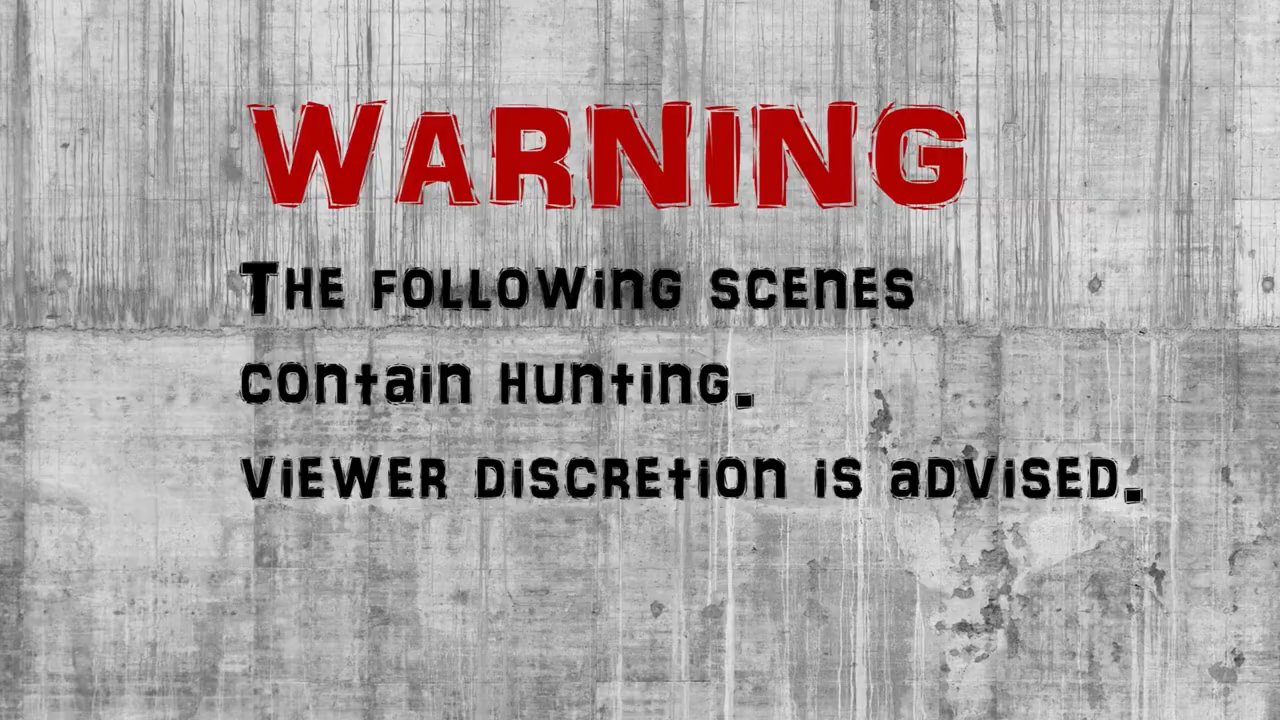 WARNING
THE FOLLOWING SCENES
CONTAIN HUNTING.
VIEWER DISCRETION IS ADVISED.